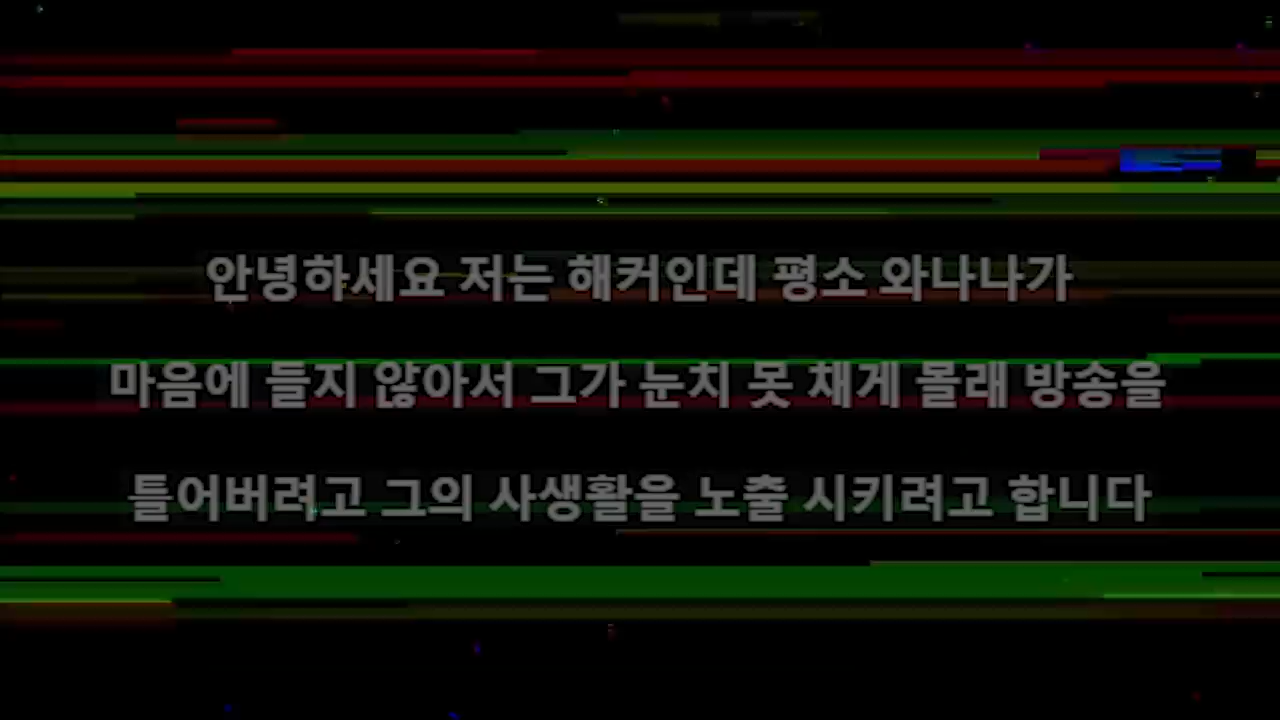 안녕하세요 저는 해커인데 평소 와나나가
마음에 들지 않아서 그가 눈치 못 채게 몰래 방송을
틀어버려고 그의 사생활을 노출 시키려고 합니다